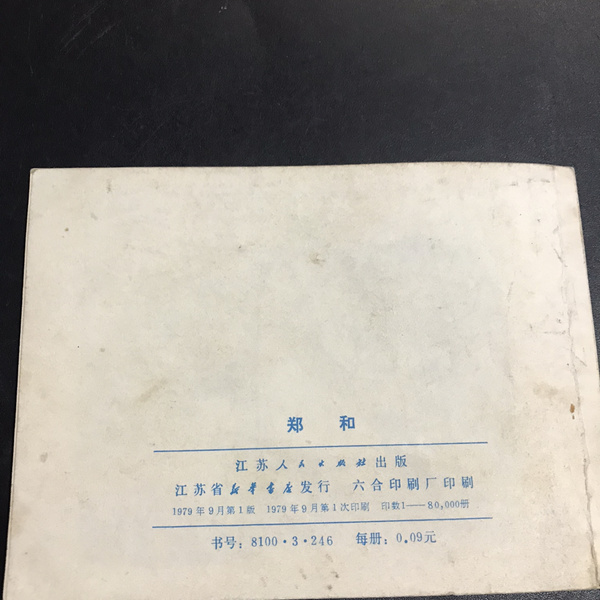 郑 和
江苏人民出版社出版
江苏省新华书店发行 六合印刷厂印刷
1979年9月第1版 1979年9月第1次印刷 印数1——80,000册
书号：8100·3·246 每册：0.09元